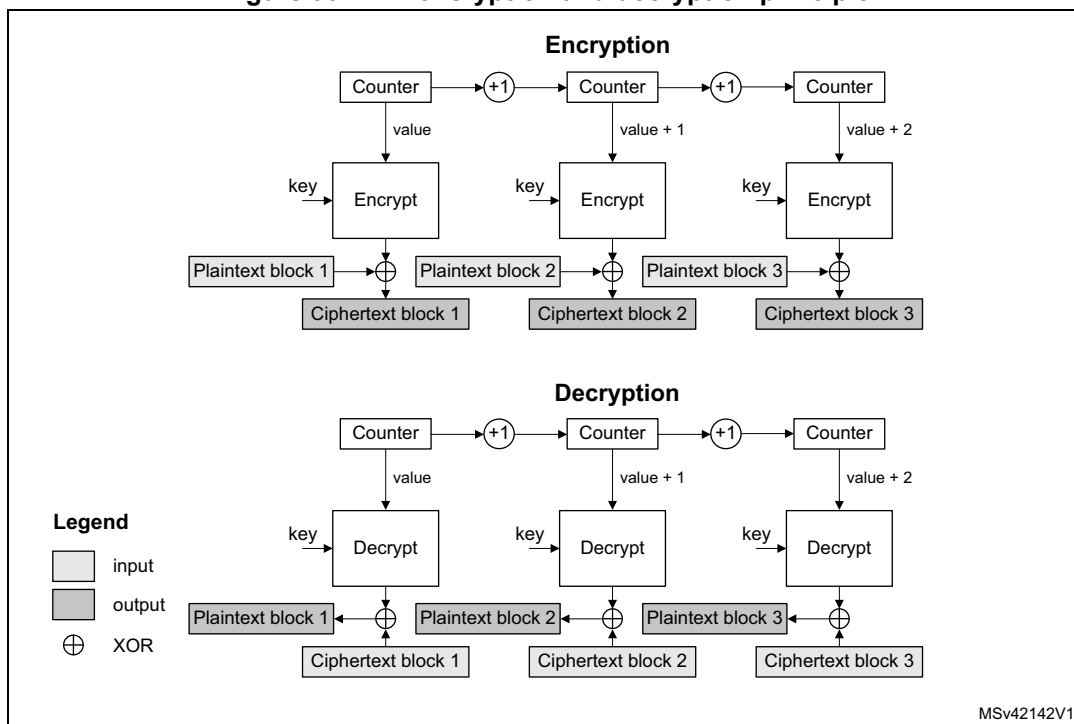 Encryption
Counter +1 Counter +1 Counter
value value + 1 value + 2
key Encrypt key Encrypt key Encrypt
Plaintext block 1 Plaintext block 2 Plaintext block 3
Ciphertext block 1 Ciphertext block 2 Ciphertext block 3
Decryption
Counter +1 Counter +1 Counter
value value + 1 value + 2
Legend
key Decrypt key Decrypt key Decrypt
input
output
Plaintext block 1 Plaintext block 2 Plaintext block 3
XOR
Ciphertext block 1 Ciphertext block 2 Ciphertext block 3
MSv42142V1